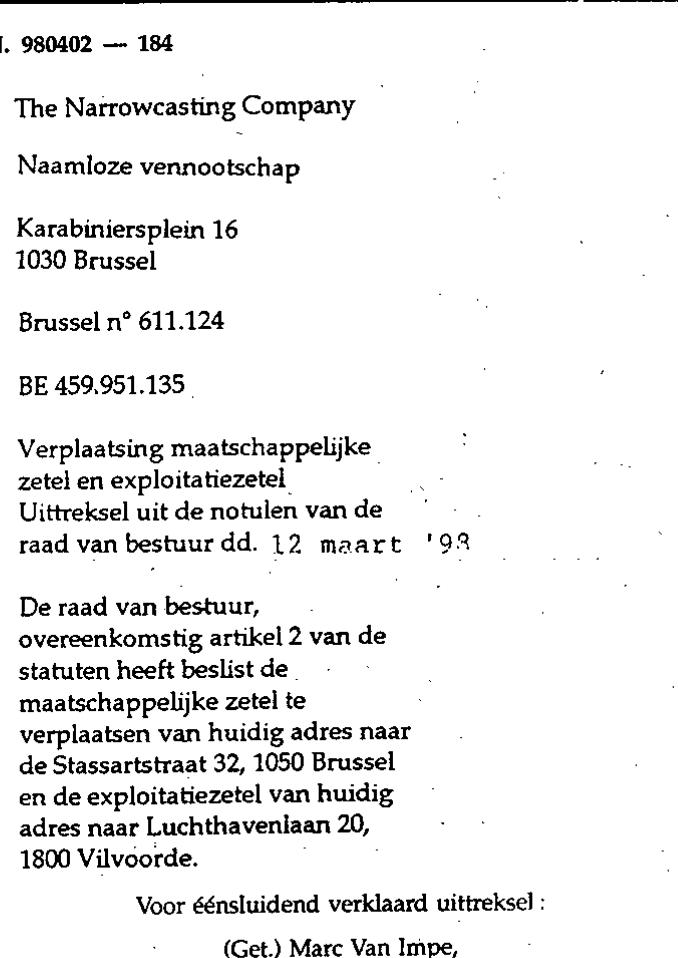 . 980402 — 184
The Narrowcasting Company
Naamloze vennootschap
Karabiniersplein 16
1030 Brussel
Brussel n° 611.124
BE 459.951.135
Verplaatsing maatschappelijke
zetel en exploitatiezetel
Uittreksel uit de notulen van de
raad van bestuur dd. 12 maart '98
De raad van bestuur,
overeenkomstig artikel 2 van de
statuten heeft beslist de
maatschappelijke zetel te
verplaatsen van huidig adres naar
de Stassartstraat 32, 1050 Brussel
en de exploitatiezetel van huidig
adres naar Luchthavenlaan 20,
1800 Vilvoorde.
Voor éénsluidend verklaard uittreksel :
(Get.) Marc Van Impe,